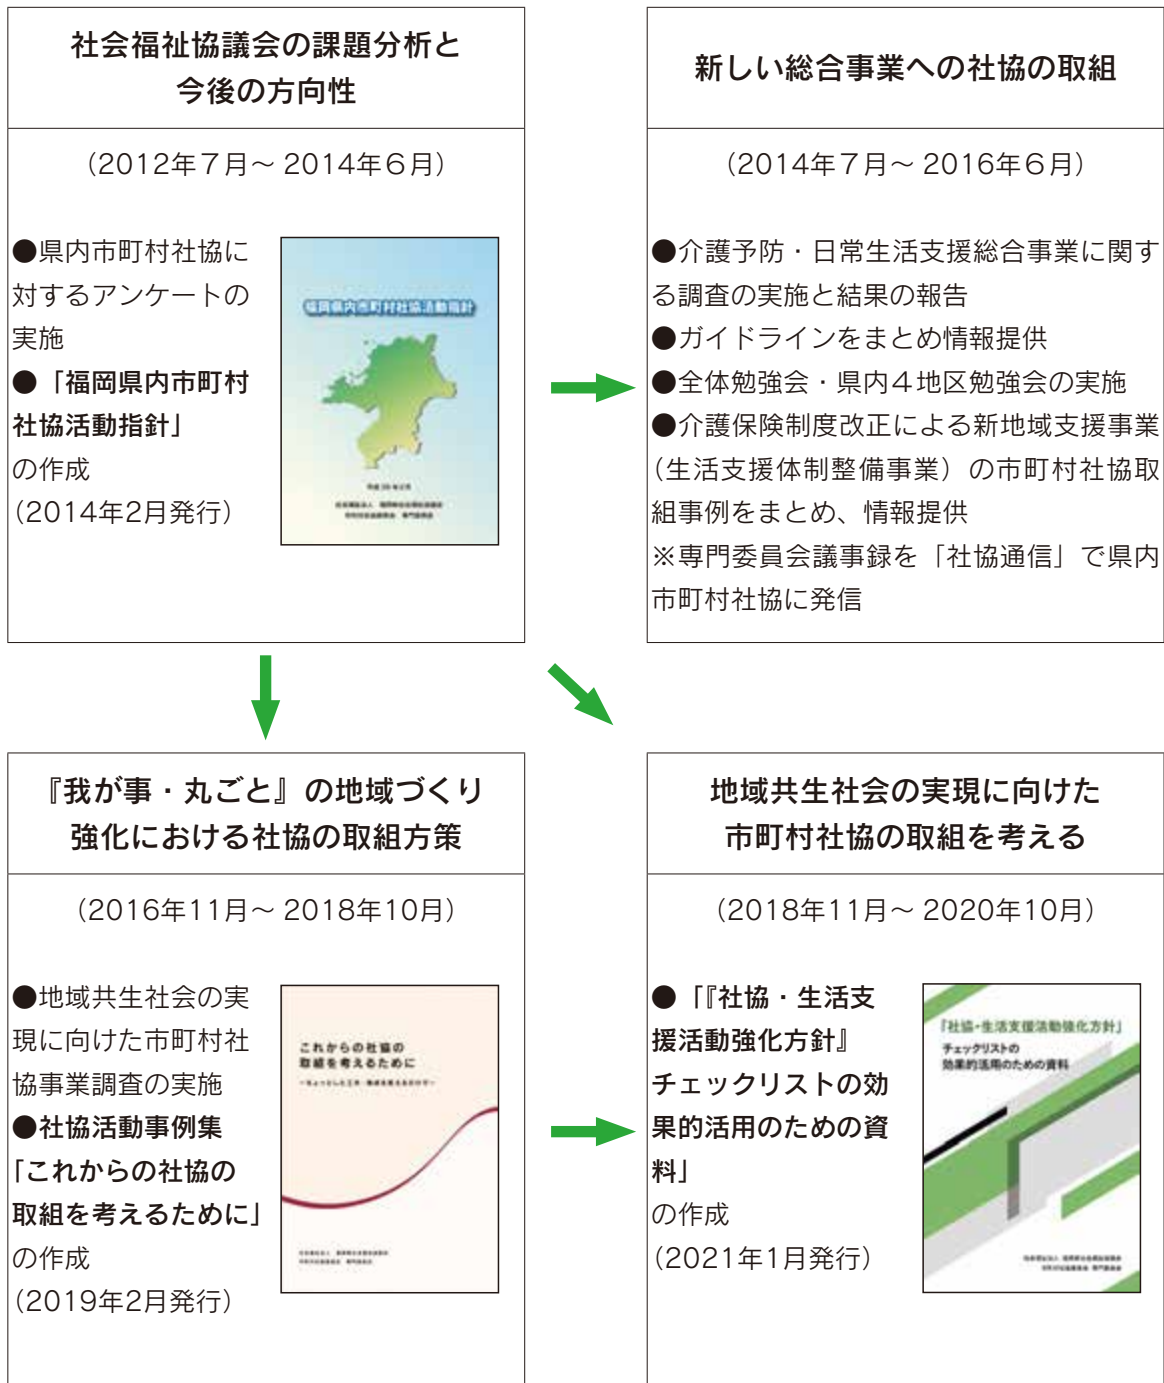 社会福祉協議会の課題分析と
今後の方向性
（2012年７月～ 2014年６月）
●県内市町村社協に
対するアンケートの
実施
●「福岡県内市町村
社協活動指針」
の作成
（2014年2月発行）
福岡県内市町村社協活動指針
新しい総合事業への社協の取組
（2014年７月～ 2016年６月）
●介護予防・日常生活支援総合事業に関す
る調査の実施と結果の報告
●ガイドラインをまとめ情報提供
●全体勉強会・県内４地区勉強会の実施
●介護保険制度改正による新地域支援事業
（生活支援体制整備事業）の市町村社協取
組事例をまとめ、情報提供
※専門委員会議事録を「社協通信」で県内
市町村社協に発信
『我が事・丸ごと』の地域づくり
強化における社協の取組方策
（2016年11月～ 2018年10月）
●地域共生社会の実
現に向けた市町村社
協事業調査の実施
●社協活動事例集
「これからの社協の
取組を考えるために」
の作成
（2019年2月発行）
これからの社協の
取組を考えるために
地域共生社会の実現に向けた
市町村社協の取組を考える
（2018年11月～ 2020年10月）
●「『社協・生活支
援活動強化方針』
チェックリストの効
果的活用のための資
料」
の作成
（2021年1月発行）
「社協・生活支援活動強化方針」
チェックリストの
効果的活用のための資料